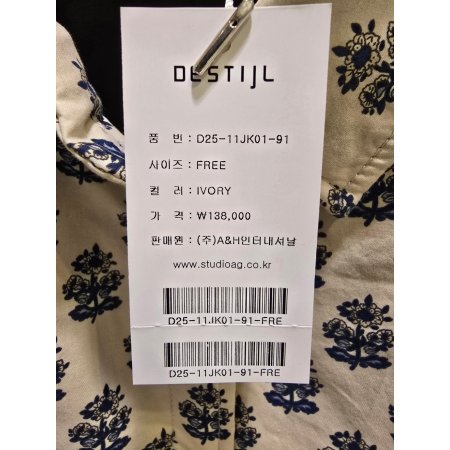 DESTIJL
품 번 : D25-11JK01-91
사이즈 : FREE
컬 러 : IVORY
가 격 : ₩138,000
판매원 : (주)A&H인터내셔날
www.studioag.co.kr
D25-11JK01-91-FRE
D25-11JK01-91-FRE